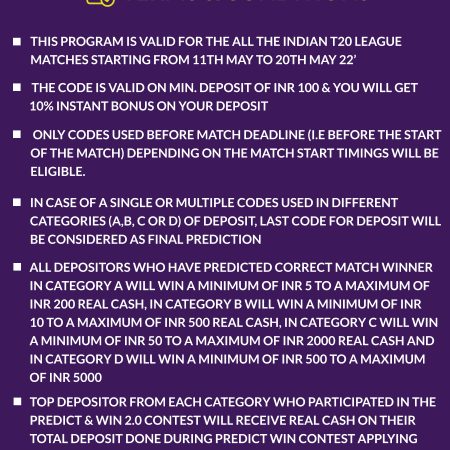 THIS PROGRAM IS VALID FOR THE ALL THE INDIAN T20 LEAGUE
MATCHES STARTING FROM 11TH MAY TO 20TH MAY 22'
THE CODE IS VALID ON MIN. DEPOSIT OF INR 100 & YOU WILL GET
10% INSTANT BONUS ON YOUR DEPOSIT
ONLY CODES USED BEFORE MATCH DEADLINE (I.E BEFORE THE START
OF THE MATCH) DEPENDING ON THE MATCH START TIMINGS WILL BE
ELIGIBLE.
IN CASE OF A SINGLE OR MULTIPLE CODES USED IN DIFFERENT
CATEGORIES (A,B, C OR D) OF DEPOSIT, LAST CODE FOR DEPOSIT WILL
BE CONSIDERED AS FINAL PREDICTION
ALL DEPOSITORS WHO HAVE PREDICTED CORRECT MATCH WINNER
IN CATEGORY A WILL WIN A MINIMUM OF INR 5 TO A MAXIMUM OF
INR 200 REAL CASH, IN CATEGORY B WILL WIN A MINIMUM OF INR
10 TO A MAXIMUM OF INR 500 REAL CASH, IN CATEGORY C WILL WIN
A MINIMUM OF INR 50 TO A MAXIMUM OF INR 2000 REAL CASH AND
IN CATEGORY D WILL WIN A MINIMUM OF INR 500 TO A MAXIMUM
OF INR 5000
TOP DEPOSITOR FROM EACH CATEGORY WHO PARTICIPATED IN THE
PREDICT & WIN 2.0 CONTEST WILL RECEIVE REAL CASH ON THEIR
TOTAL DEPOSIT DONE DURING PREDICT WIN CONTEST APPLYING